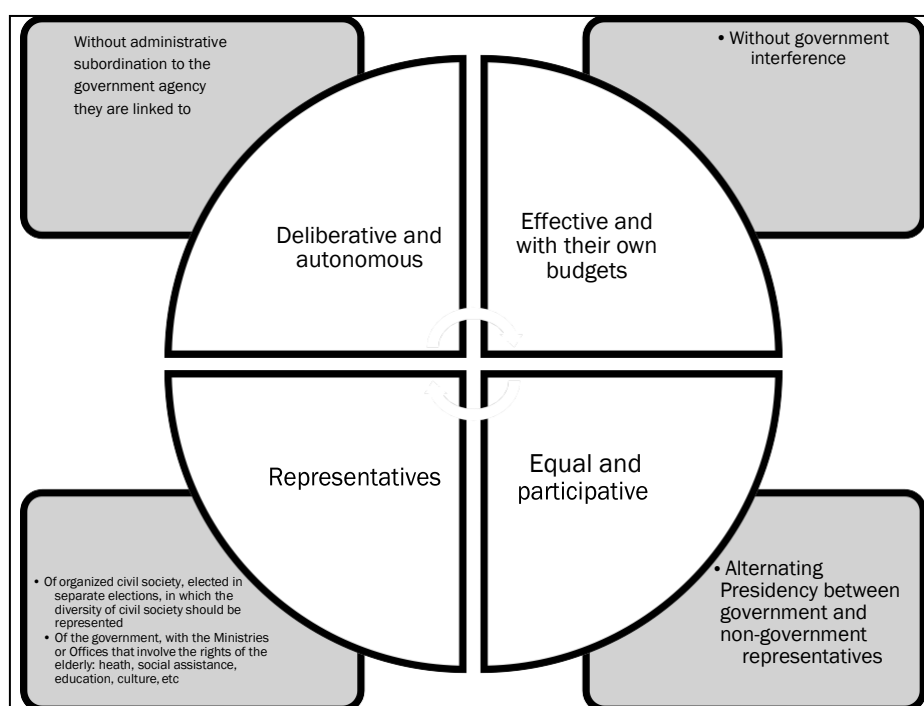 Without administrative
subordination to the
government agency
they are linked to
• Without government
interference
Deliberative and
autonomous
Effective and
with their own
budgets
Representatives
Equal and
participative
• Of organized civil society, elected in
separate elections, in which the
diversity of civil society should be
represented
• Of the government, with the Ministries
or Offices that involve the rights of the
elderly: heath, social assistance,
education, culture, etc
• Alternating
Presidency between
government and
non-government
representatives